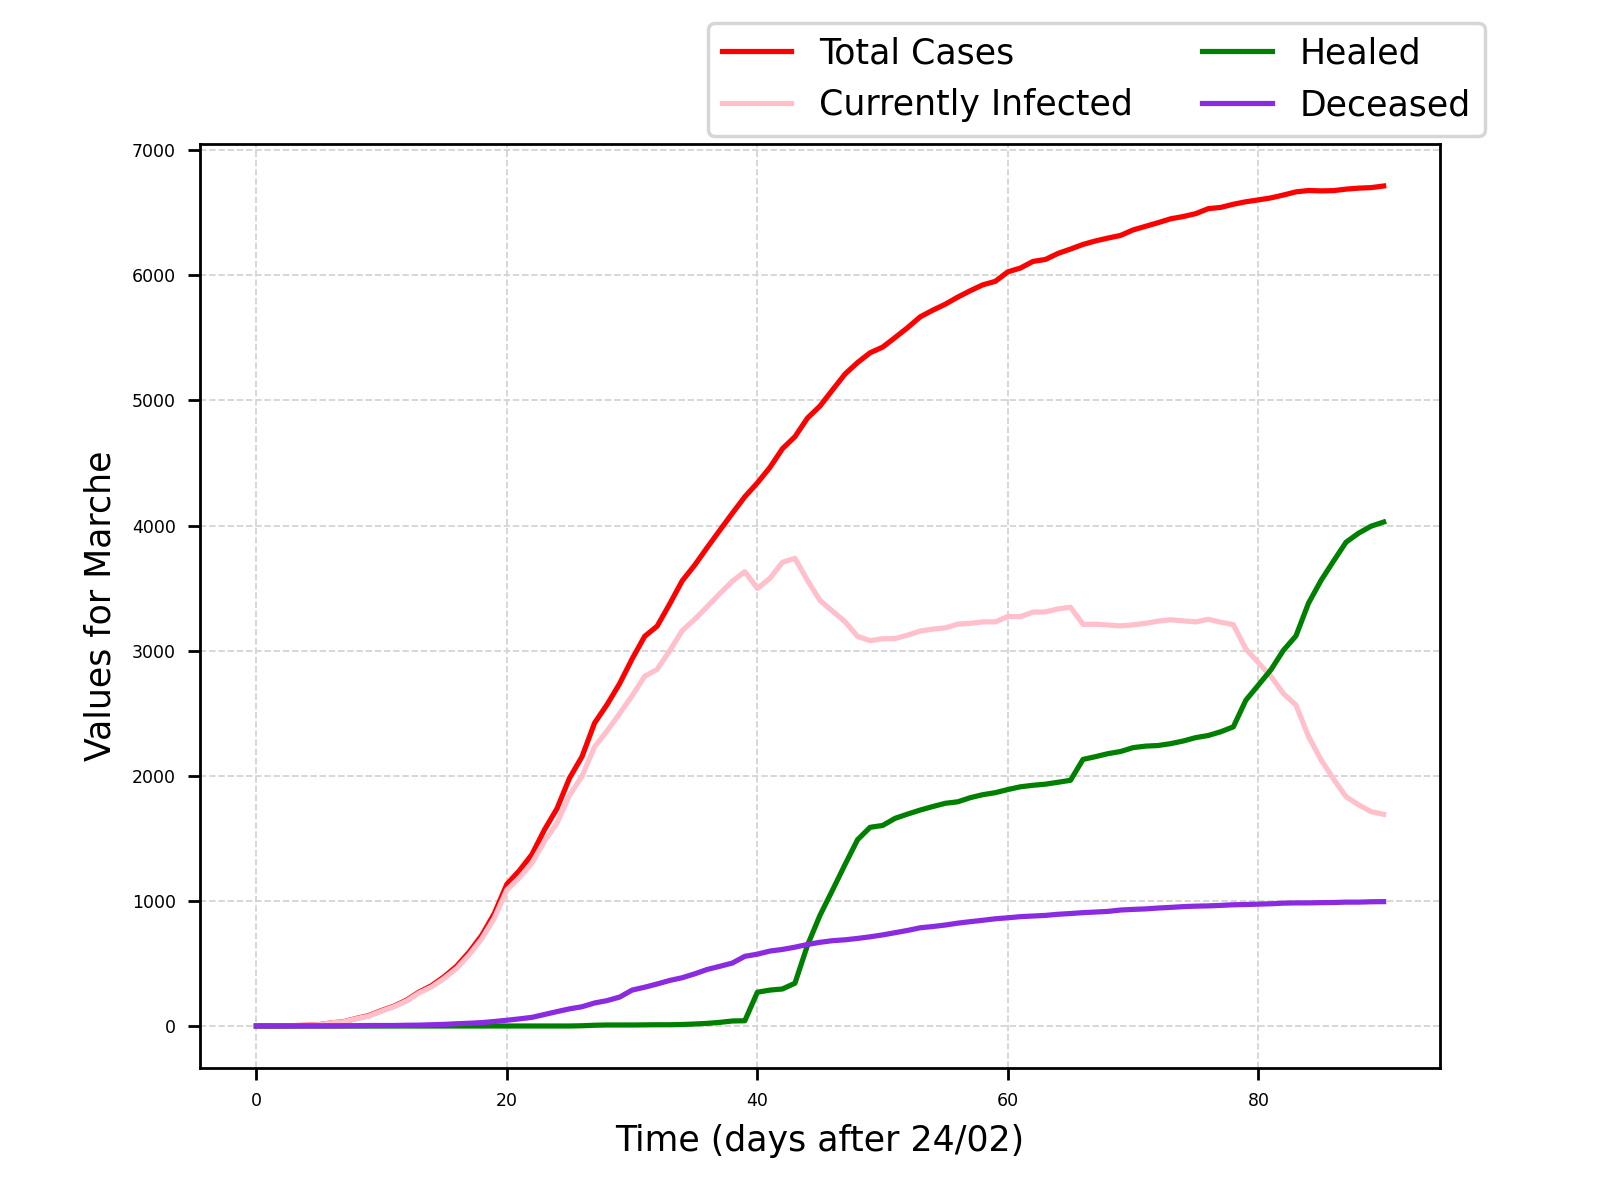 Total Cases
Currently Infected
Healed
Deceased
7000
6000
5000
4000
3000
2000
1000
0
Values for Marche
0 20 40 60 80
Time (days after 24/02)